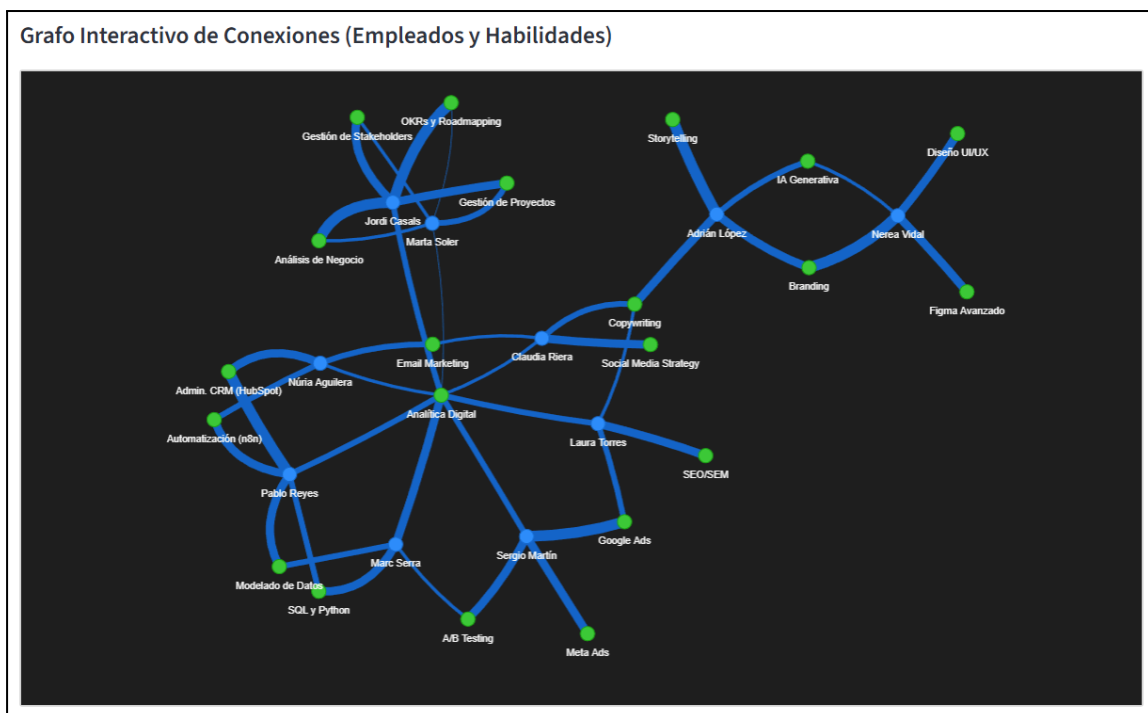 Grafo Interactivo de Conexiones (Empleados y Habilidades)
OKRs y Roadmapping
Gestión de Stakeholders
Storytelling
Diseño UI/UX
IA Generativa
Gestión de Proyectos
Jordi Casals
Adrián López
Nerea Vidal
Marta Soler
Análisis de Negocio
Branding
Figma Avanzado
Copywriting
Email Marketing
Claudia Riera
Social Media Strategy
Núria Aguilera
Admin. CRM (HubSpot)
Analítica Digital
Automatización (n8n)
Laura Torres
SEO/SEM
Pablo Reyes
Google Ads
Sergio Martín
Marc Serra
Modelado de Datos
SQL y Python
A/B Testing
Meta Ads